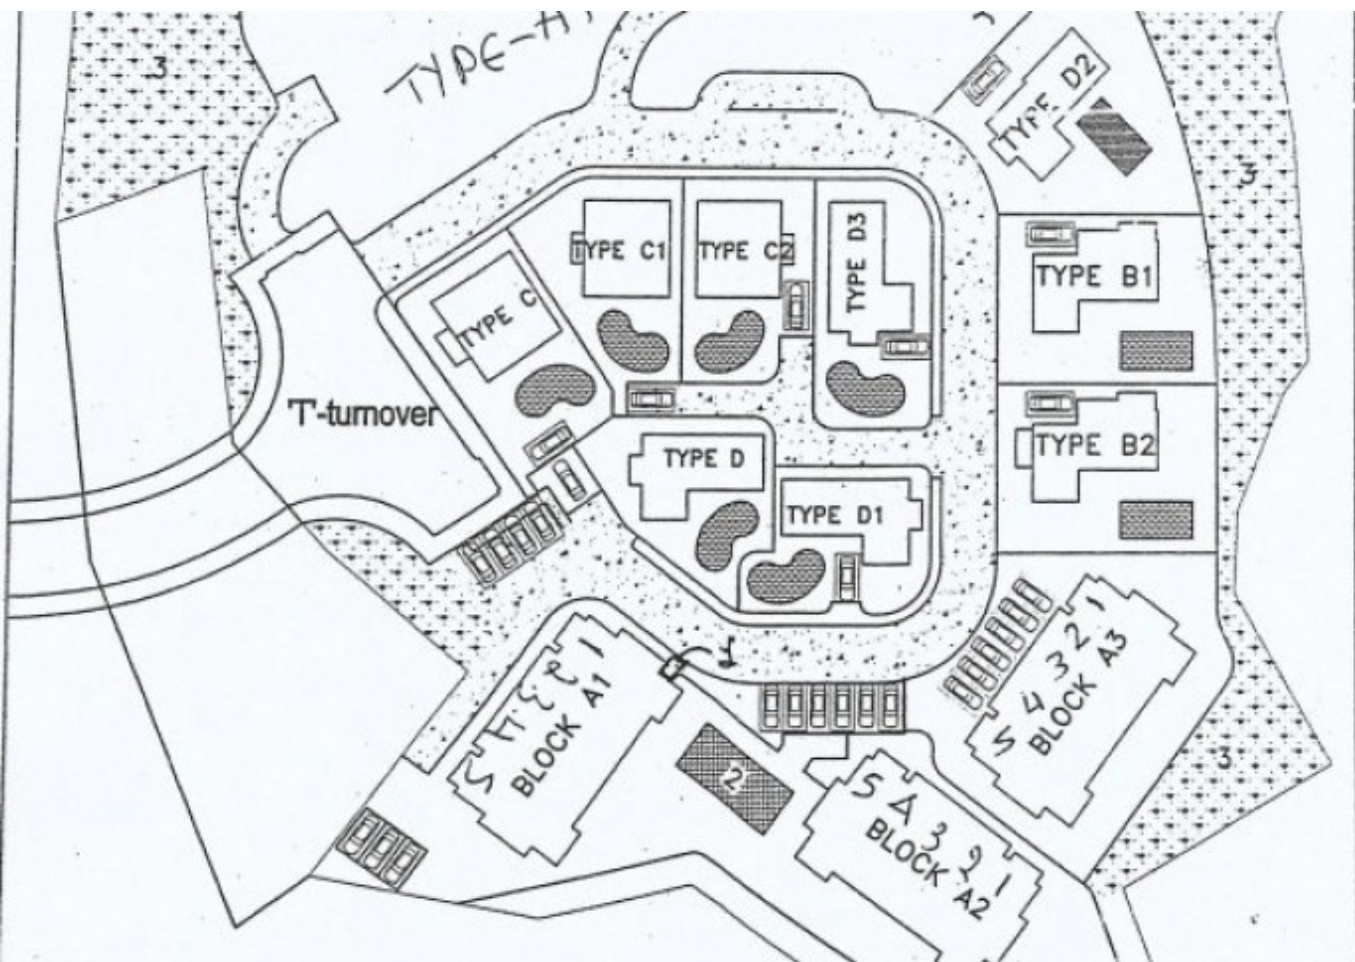 TYPE-A
3
TYPE D2
3
TYPE C1
TYPE C2
TYPE D3
TYPE B1
TYPE C
'T'-turnover
TYPE B2
TYPE D
TYPE D1
1
BLOCK A1
5
1
2
3
4
5
BLOCK A3
3
2
5 4 3 2 1
BLOCK A2